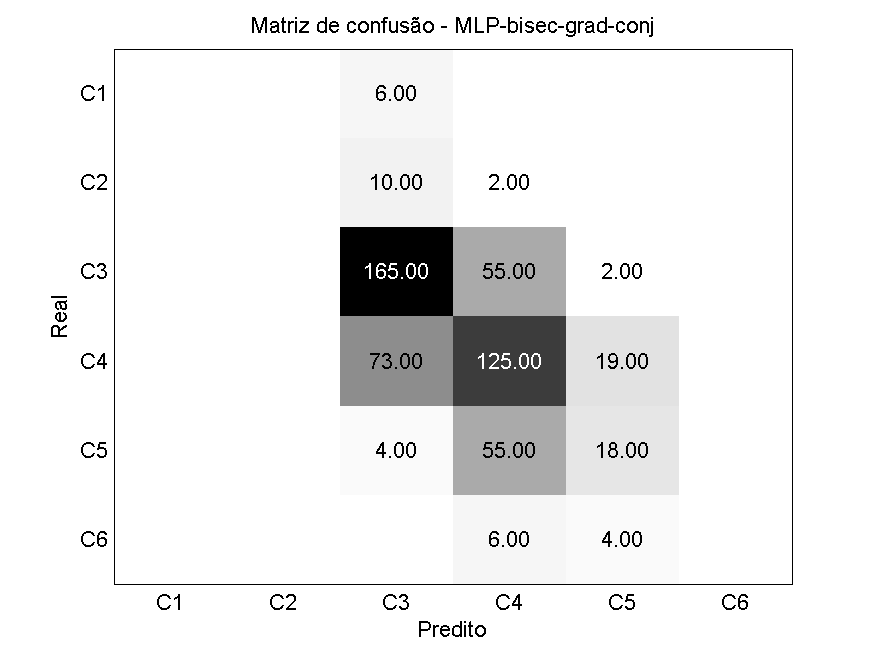 Matriz de confusão - MLP-bisec-grad-conj
C1 6.00
C2 10.00 2.00
C3 165.00 55.00 2.00
Real
C4 73.00 125.00 19.00
C5 4.00 55.00 18.00
C6 6.00 4.00
C1 C2 C3 C4 C5 C6
Predito